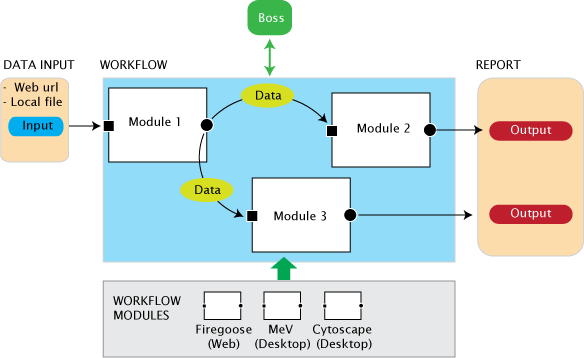 Boss
DATA INPUT
WORKFLOW
REPORT
- Web url
- Local file
Input
Module 1
Data
Module 2
Output
Data
Module 3
Output
WORKFLOW
MODULES
Firegoose
(Web)
MeV
(Desktop)
Cytoscape
(Desktop)